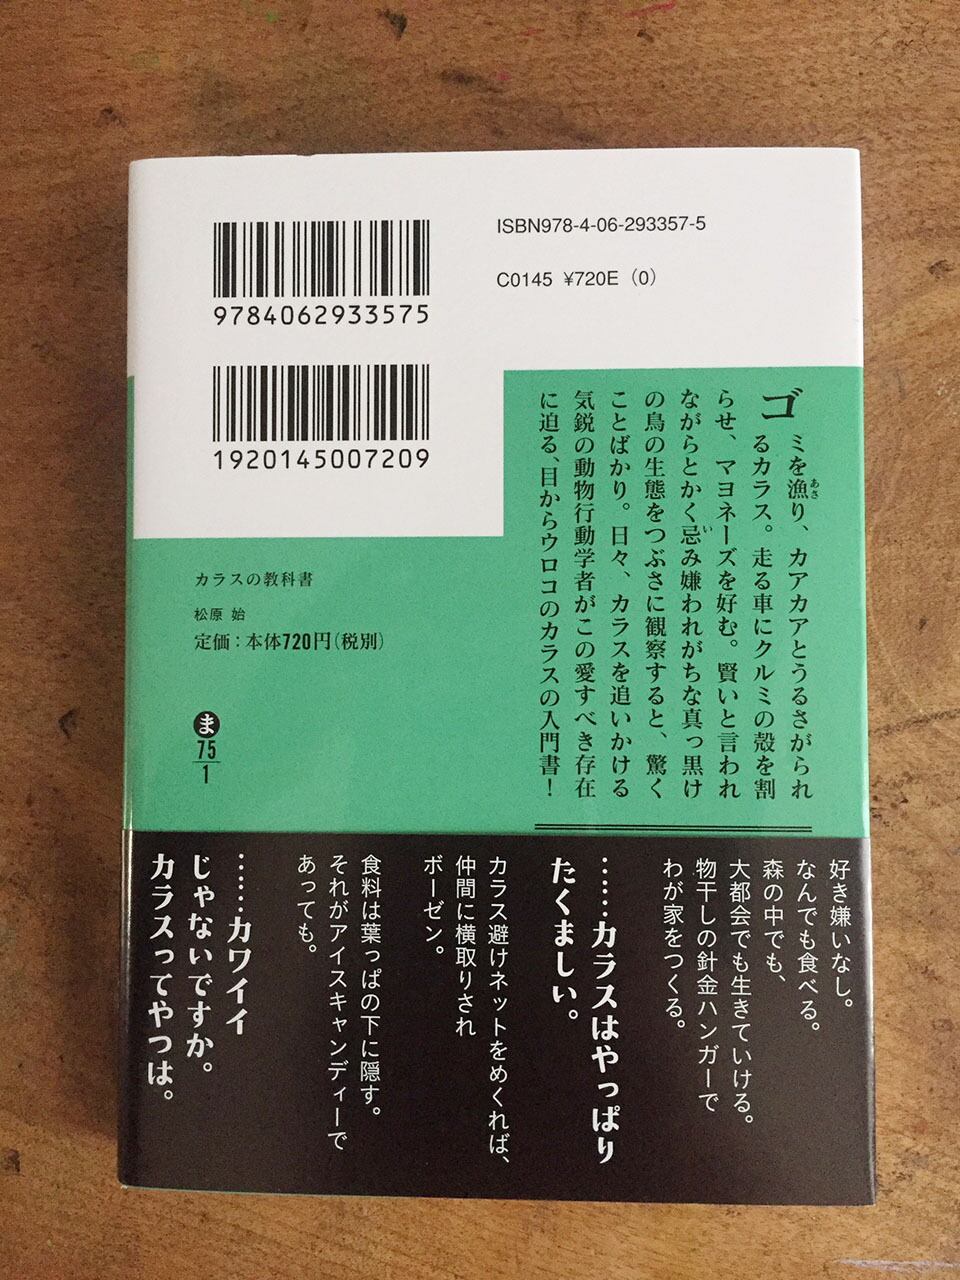 9784062933575
ISBN978-4-06-293357-5
C0145 ¥720E (0)
1920145007209
ゴミを漁り、カアカアとうるさがられ
るカラス。走る車にクルミの殻を割
らせ、マヨネーズを好む。賢いと言われ
ながらとかく忌み嫌われがちな真っ黒け
の鳥の生態をつぶさに観察すると、驚く
ことばかり。日々、カラスを追いかける
気鋭の動物行動学者がこの愛すべき存在
に迫る、目からウロコのカラスの入門書！
あさ
い
カラスの教科書
松原 始
定価：本体720円（税別）
ま
75
1
好き嫌いなし。
なんでも食べる。
森の中でも、
大都会でも生きていける。
物干しの針金ハンガーで
わが家をつくる。
……カラスはやっぱり
たくましい。
カラス避けネットをめくれば、
仲間に横取りされ
ボーゼン。
食料は葉っぱの下に隠す。
それがアイスキャンディーで
あっても。
……カワイイ
じゃないですか。
カラスってやつは。